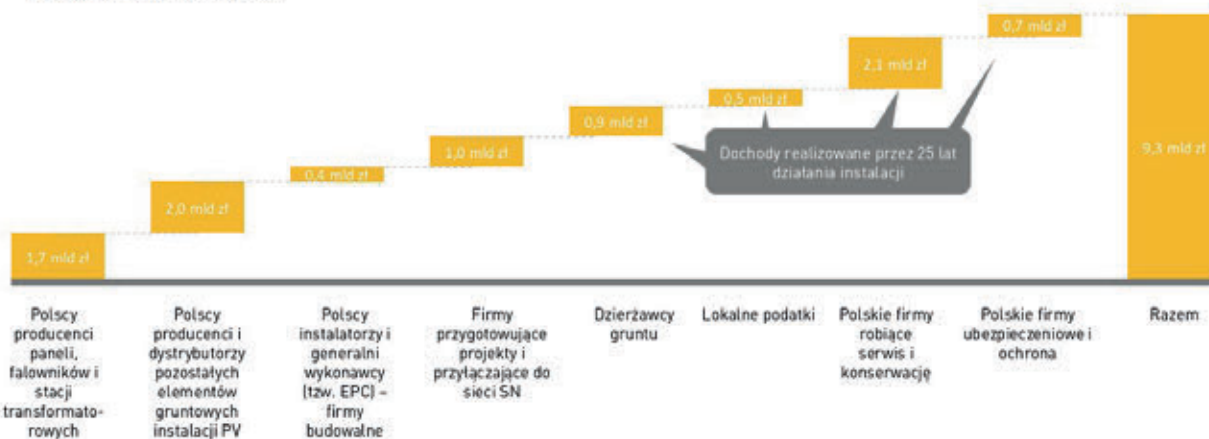 1,7 mld zł
2,0 mld zł
0,4 mld zł
1,0 mld zł
0,9 mld zł
0,5 mld zł
2,1 mld zł
0,7 mld zł
9,3 mld zł
Dochody realizowane przez 25 lat
działania instalacji
Polscy
producenci
paneli,
falowników i
stacji
transformato-
rowych
Polscy
producenci i
dystrybutorzy
pozostałych
elementów
gruntowych
instalacji PV
Polscy
instalatorzy i
generalni
wykonawcy
(tzw. EPC) –
firmy
budowalne
Firmy
przygotowujące
projekty i
przyłączające do
sieci SN
Dzierżawcy
gruntu
Lokalne podatki
Polskie firmy
robiące
serwis i
konserwację
Polskie firmy
ubezpieczeniowe i
ochrona
Razem